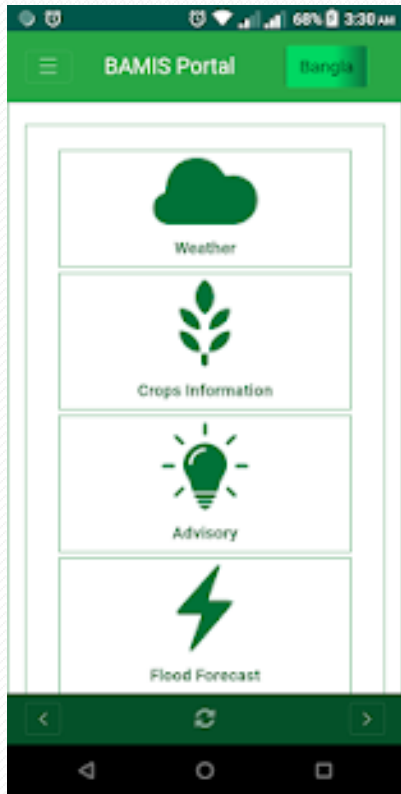 68% 3:30 AM
BAMIS Portal
Bangla
Weather
Crops Information
Advisory
Flood Forecast